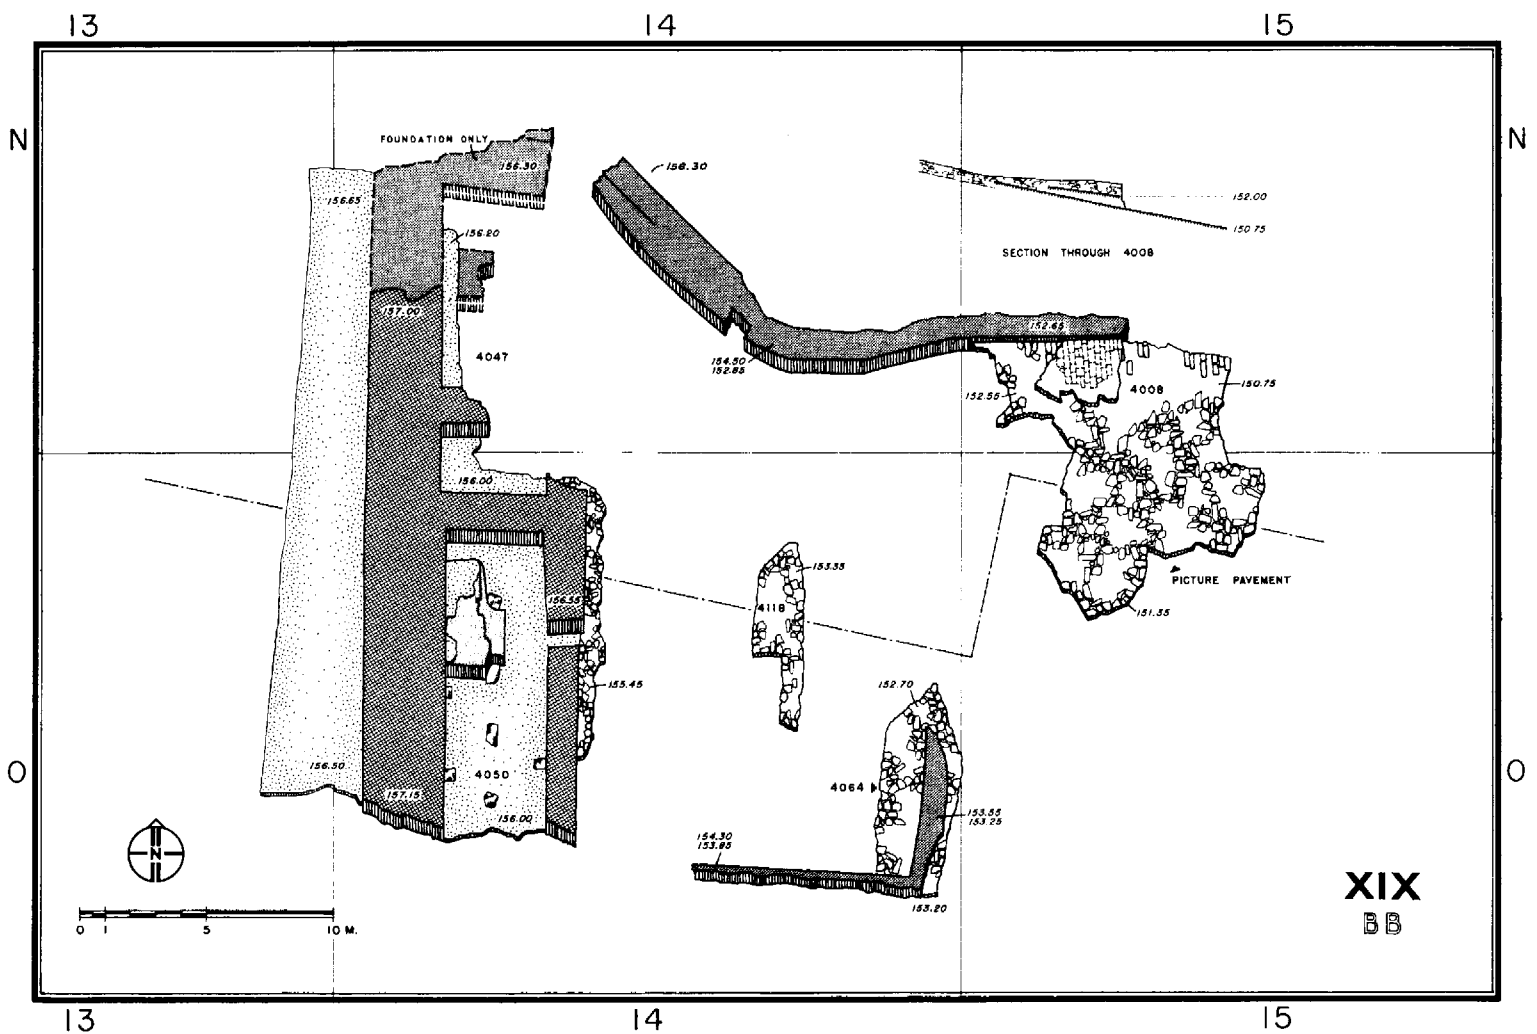 13 14 15
N N
FOUNDATION ONLY
156.30
156.30
156.65
152.00
156.20
150.75
SECTION THROUGH 4008
157.00
152.65
4047
154.50
152.85
4008
150.75
152.55
156.00
153.35
PICTURE PAVEMENT
156.55
4118
151.35
155.45
152.70
O O
156.50
4050
4064
157.15
153.55
153.25
156.00
154.30
153.85
N
XIX
BB
153.20
0 1 5 10 M.
13 14 15